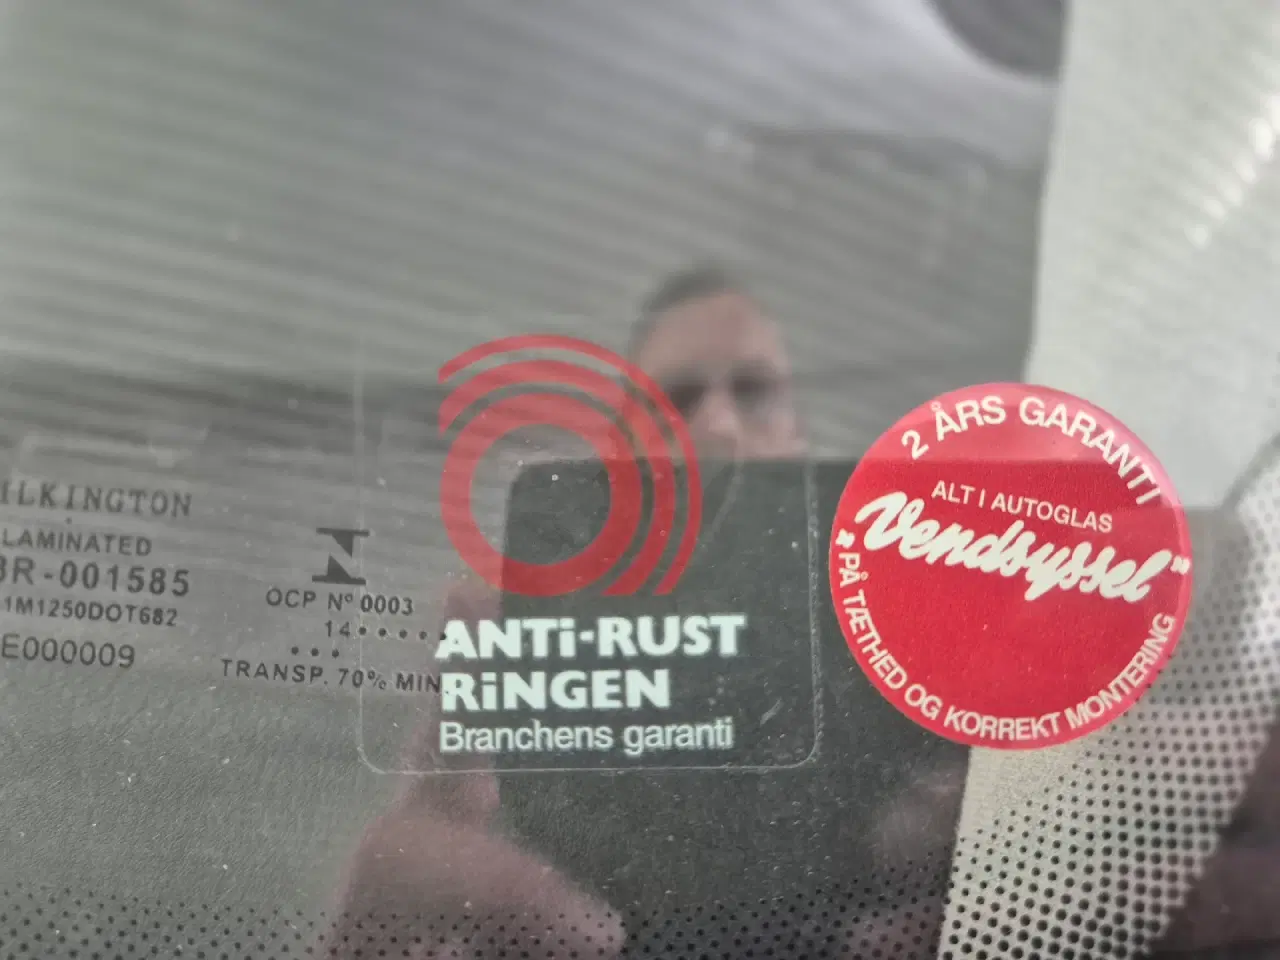 ILKINGTON
LAMINATED
BR-001585
1M1250DOT682
E000009
OCP Nº 0003
14•••••
•••
TRANSP. 70% MIN
ANTi-RUST
RiNGEN
Branchens garanti
2 ÅRS GARANTI
ALT I AUTOGLAS
Vendsyssel
"PÅ TÆTHED OG KORREKT MONTERING"